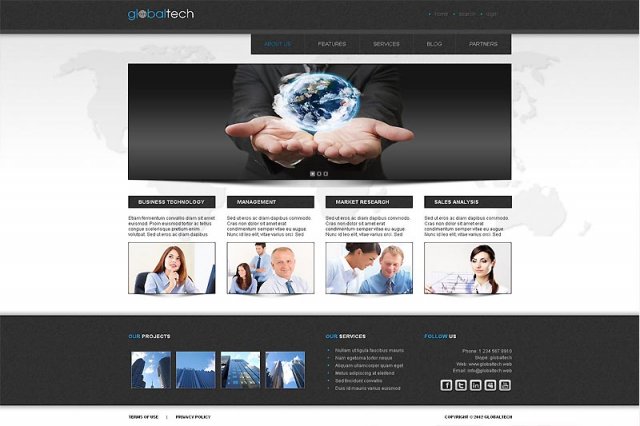 globaltech
home
search
login
ABOUT US
FEATURES
SERVICES
BLOG
PARTNERS
BUSINESS TECHNOLOGY
Etiam fermentum convallis diam sit amet
euismod. Proin euismod tortor ac tellus
congue scelerisque pretium enim
volutpat. Sed ut eros ac diam dapibus
MANAGEMENT
Sed ut eros ac diam dapibus commodo.
Cras non dolor sit amet erat
condimentum semper vitae eu augue.
Nunc id leo elit, vitae varius orci. Sed
MARKET RESEARCH
Sed ut eros ac diam dapibus commodo.
Cras non dolor sit amet erat
condimentum semper vitae eu augue.
Nunc id leo elit, vitae varius orci. Sed
SALES ANALYSIS
Sed ut eros ac diam dapibus commodo.
Cras non dolor sit amet erat
condimentum semper vitae eu augue.
Nunc id leo elit, vitae varius orci. Sed
OUR PROJECTS
OUR SERVICES
Nullam ut ligula faucibus mauris
Nam egetoma tortor neque
Aliquam ullamcorper quam eget
Metus adipiscing at eleifend
Sed tincidunt convallis
Duis id mauris varius euismod
FOLLOW US
Phone: 1 234 567 8910
Skype: globaltech
Web: www.globaltech.web
Email: info@globaltech.web
TERMS OF USE | PRIVACY POLICY
GLOBALTECH